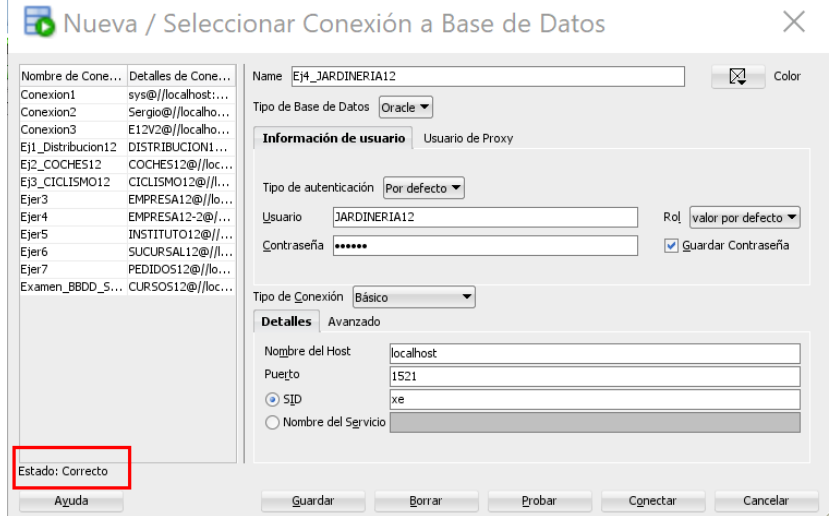 Nueva / Seleccionar Conexión a Base de Datos
Nombre de Cone... Detalles de Cone...
Conexion1 sys@//localhost:...
Conexion2 Sergio@//localho...
Conexion3 E12V2@//localho...
Ej1_Distribucion12 DISTRIBUCION1...
Ej2_COCHES12 COCHES12@//loc...
Ej3_CICLISMO12 CICLISMO12@//l...
Ejer3 EMPRESA12@//lo...
Ejer4 EMPRESA12-2@/...
Ejer5 INSTITUTO12@//...
Ejer6 SUCURSAL12@//l...
Ejer7 PEDIDOS12@//lo...
Examen_BBDD_S... CURSOS12@//loc...
Estado: Correcto
Name Ej4_JARDINERIA12 Color
Tipo de Base de Datos Oracle
Información de usuario Usuario de Proxy
Tipo de autenticación Por defecto
Usuario JARDINERIA12 Rol valor por defecto
Contraseña •••••• Guardar Contraseña
Tipo de Conexión Básico
Detalles Avanzado
Nombre del Host localhost
Puerto 1521
SID xe
Nombre del Servicio
Ayuda Guardar Borrar Probar Conectar Cancelar